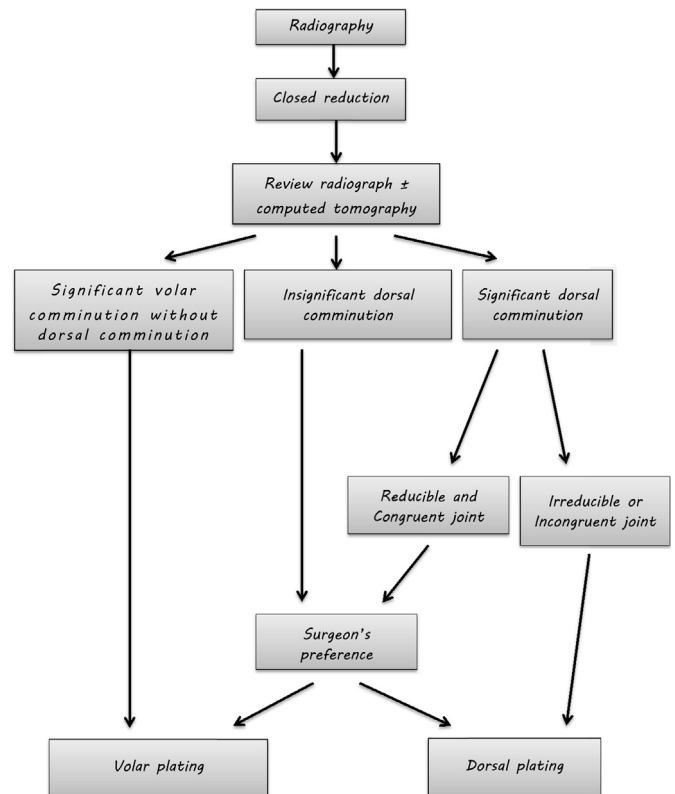 Radiography
Closed reduction
Review radiograph ±
computed tomography
Significant volar
comminution without
dorsal comminution
Insignificant dorsal
comminution
Significant dorsal
comminution
Reducible and
Congruent joint
Irreducible or
Incongruent joint
Surgeon's
preference
Volar plating
Dorsal plating